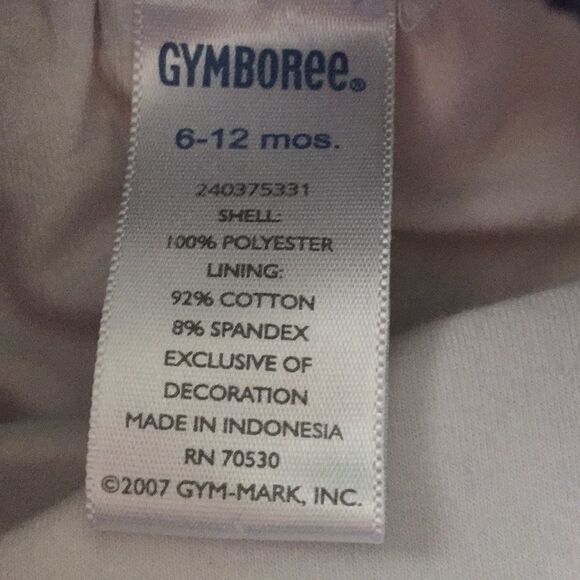 GYMBOREE®
6-12 mos.
240375331
SHELL:
100% POLYESTER
LINING:
92% COTTON
8% SPANDEX
EXCLUSIVE OF
DECORATION
MADE IN INDONESIA
RN 70530
©2007 GYM-MARK, INC.